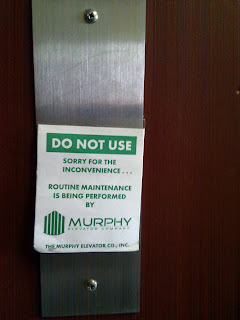 DO NOT USE
SORRY FOR THE
INCONVENIENCE . . .
ROUTINE MAINTENANCE
IS BEING PERFORMED
BY
MURPHY
ELEVATOR COMPANY
THE MURPHY ELEVATOR CO., INC.